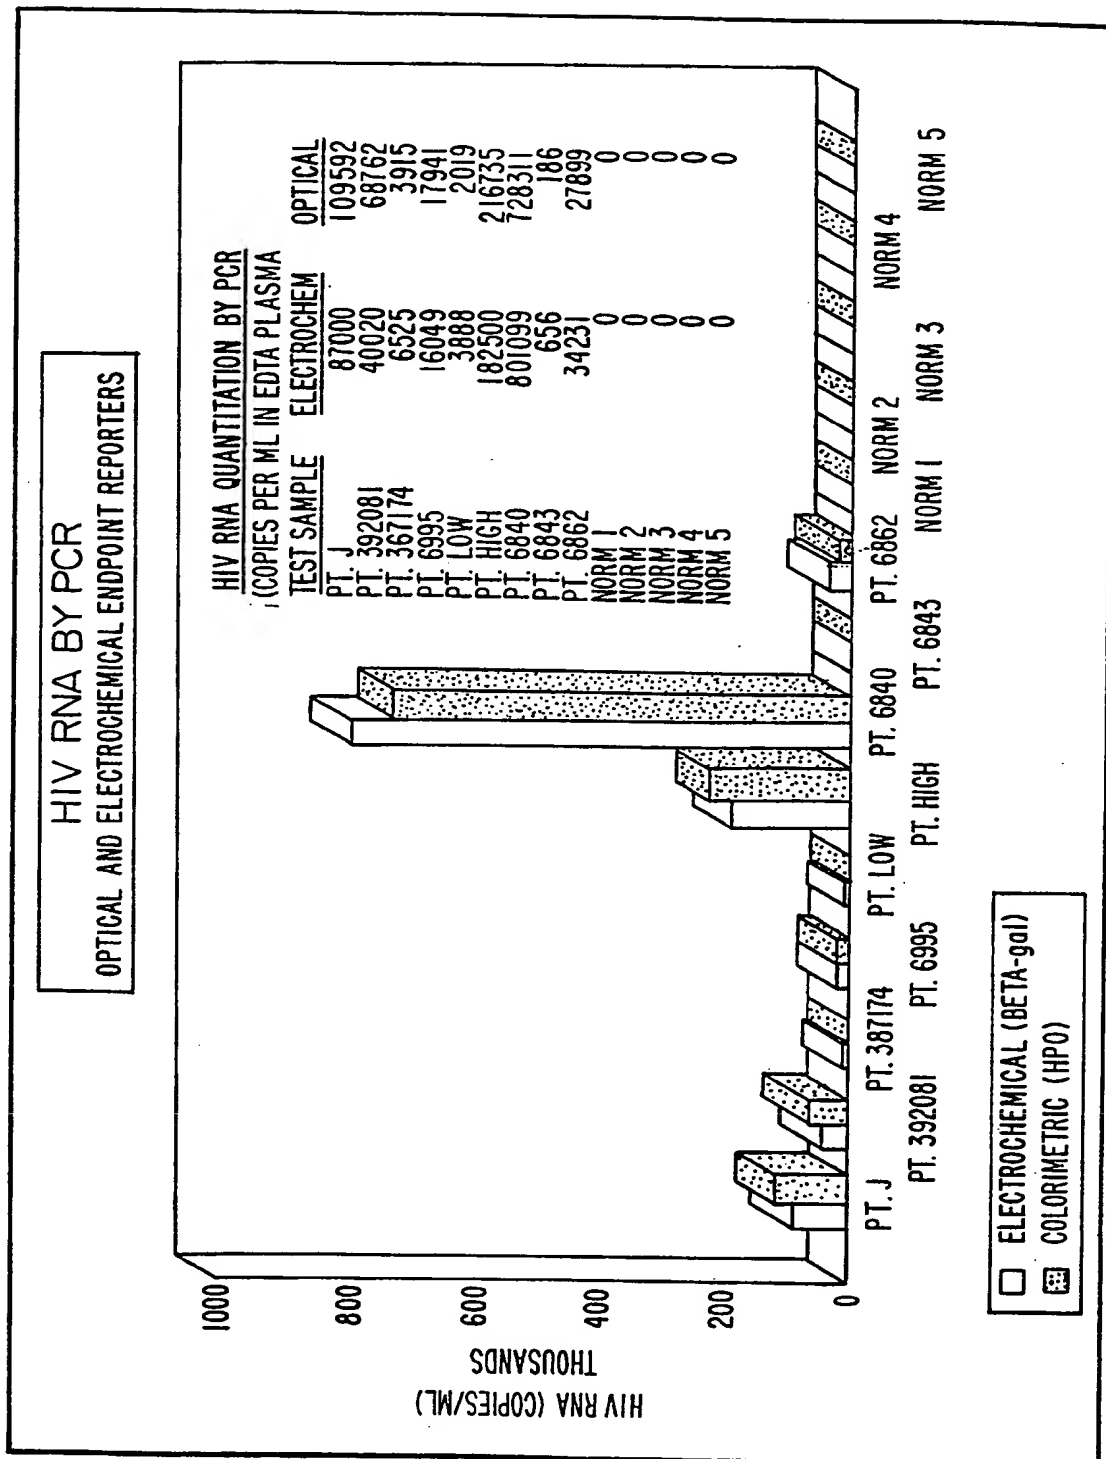 HIV RNA BY PCR
OPTICAL AND ELECTROCHEMICAL ENDPOINT REPORTERS
HIV RNA QUANTITATION BY PCR
(COPIES PER ML IN EDTA PLASMA
TEST SAMPLE ELECTROCHEM OPTICAL
PT. J 87000 109592
PT. 392081 40020 68762
PT. 367174 6525 3915
PT. 6995 16049 17941
PT. LOW 3888 2019
PT. HIGH 182500 216735
PT. 6840 801099 728311
PT. 6843 656 186
PT. 6862 34231 27899
NORM 1 0 0
NORM 2 0 0
NORM 3 0 0
NORM 4 0 0
NORM 5 0 0
HIV RNA (COPIES/ML)
THOUSANDS
1000
800
600
400
200
0
PT. J
PT. 392081
PT. 387174
PT. 6995
PT. LOW
PT. HIGH
PT. 6840
PT. 6843
PT. 6862
NORM 1
NORM 2
NORM 3
NORM 4
NORM 5
ELECTROCHEMICAL (BETA-gal)
COLORIMETRIC (HPO)